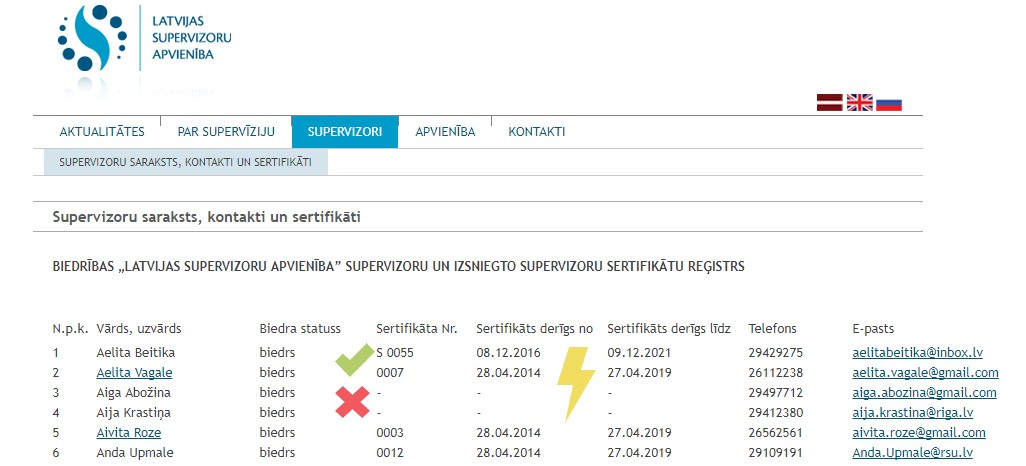 LATVIJAS
SUPERVIZORU
APVIENĪBA
AKTUALITĀTES PAR SUPERVĪZIJU SUPERVIZORI APVIENĪBA KONTAKTI
SUPERVIZORU SARAKSTS, KONTAKTI UN SERTIFIKĀTI
Supervizoru saraksts, kontakti un sertifikāti
BIEDRĪBAS „LATVIJAS SUPERVIZORU APVIENĪBA” SUPERVIZORU UN IZSNIEGTO SUPERVIZORU SERTIFIKĀTU REĢISTRS
N.p.k. Vārds, uzvārds Biedra statuss Sertifikāta Nr. Sertifikāts derīgs no Sertifikāts derīgs līdz Telefons E-pasts
1 Aelita Beitika biedrs S 0055 08.12.2016 09.12.2021 29429275 aelitabeitika@inbox.lv
2 Aelita Vagale biedrs 0007 28.04.2014 27.04.2019 26112238 aelita.vagale@gmail.com
3 Aiga Abožina biedrs - - - 29497712 aiga.abozina@gmail.com
4 Aija Krastiņa biedrs - - - 29412380 aija.krastina@riga.lv
5 Aivita Roze biedrs 0003 28.04.2014 27.04.2019 26562561 aivita.roze@gmail.com
6 Anda Upmale biedrs 0012 28.04.2014 27.04.2019 29109191 Anda.Upmale@rsu.lv